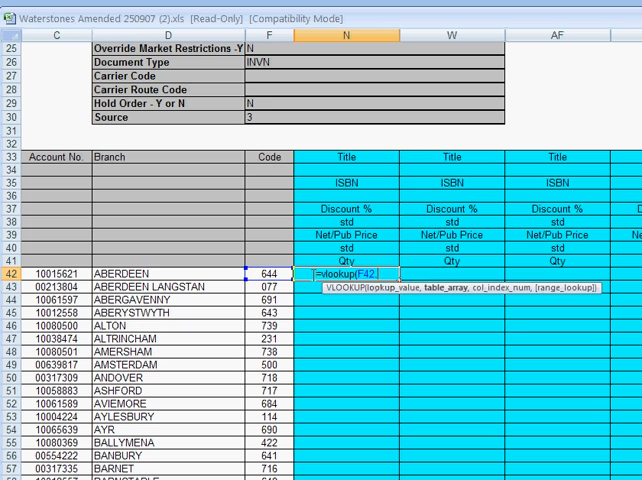 Waterstones Amended 250907 (2).xls [Read-Only] [Compatibility Mode]
C D F N W AF
25 Override Market Restrictions -Y N
26 Document Type INVN
27 Carrier Code
28 Carrier Route Code
29 Hold Order - Y or N N
30 Source 3
31
32
33 Account No. Branch Code Title Title Title
34
35 ISBN ISBN ISBN
36
37 Discount % Discount % Discount % D
38 std std std
39 Net/Pub Price Net/Pub Price Net/Pub Price Ne
40 std std std
41 Qty Qty Qty
42 10015621 ABERDEEN 644 =vlookup(F42,
VLOOKUP(lookup_value, table_array, col_index_num, [range_lookup])
43 00213804 ABERDEEN LANGSTAN 077
44 10061597 ABERGAVENNY 691
45 10012558 ABERYSTWYTH 643
46 10080500 ALTON 739
47 10038474 ALTRINCHAM 231
48 10080501 AMERSHAM 738
49 00639817 AMSTERDAM 500
50 00317309 ANDOVER 718
51 10058883 ASHFORD 717
52 10061589 AVIEMORE 684
53 10004224 AYLESBURY 114
54 10065639 AYR 690
55 10080369 BALLYMENA 422
56 00554222 BANBURY 641
57 00317335 BARNET 716